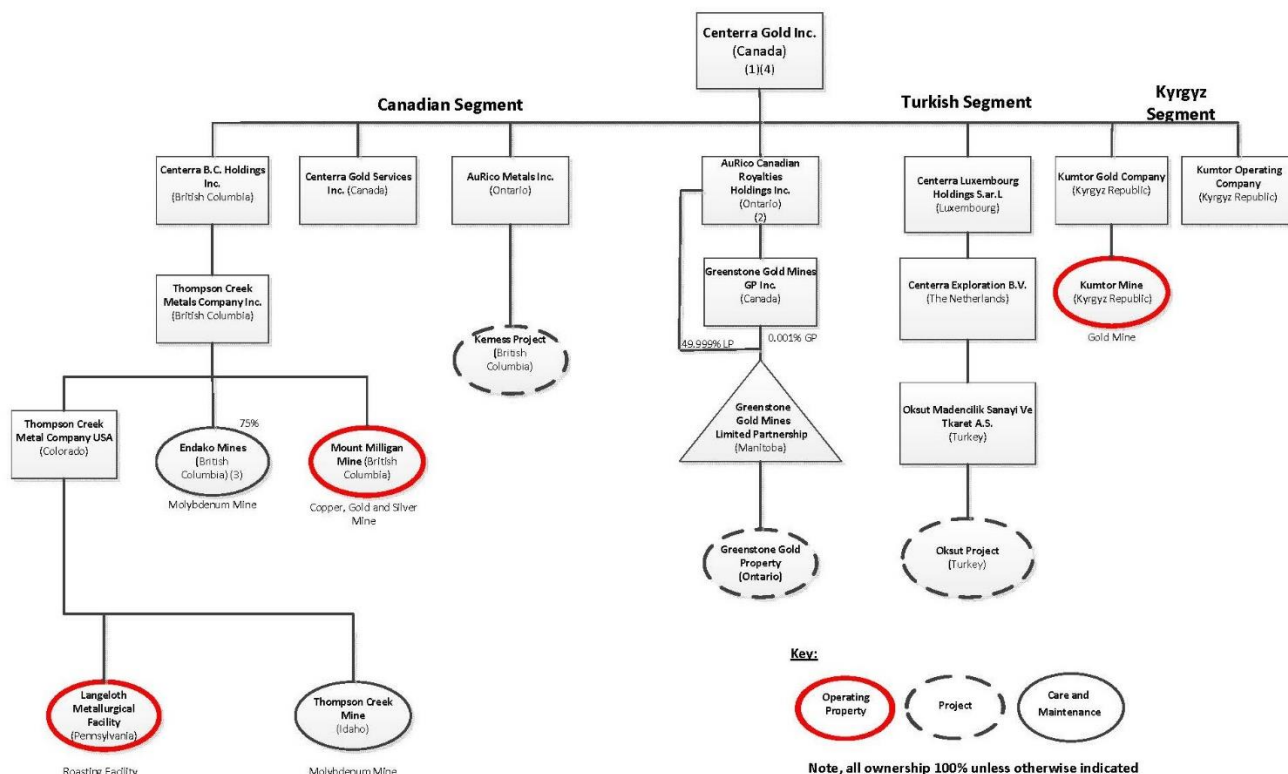 Centerra Gold Inc.
(Canada)
(1)(4)
Canadian Segment
Turkish Segment
Kyrgyz
Segment
Centerra B.C. Holdings
Inc.
(British Columbia)
Centerra Gold Services
Inc. (Canada)
AuRico Metals Inc.
(Ontario)
AuRico Canadian
Royalties
Holdings Inc.
(Ontario)
(2)
Centerra Luxembourg
Holdings S.ar.L
(Luxembourg)
Kumtor Gold Company
(Kyrgyz Republic)
Kumtor Operating
Company
(Kyrgyz Republic)
Thompson Creek
Metals Company Inc.
(British Columbia)
Kemess Project
(British
Columbia)
Greenstone Gold Mines
GP Inc.
(Canada)
Centerra Exploration B.V.
(The Netherlands)
Kumtor Mine
(Kyrgyz Republic)
Gold Mine
49.999% LP
0.001% GP
Thompson Creek
Metal Company USA
(Colorado)
75%
Endako Mines
(British
Columbia) (3)
Molybdenum Mine
Mount Milligan
Mine (British
Columbia)
Copper, Gold and Silver
Mine
Greenstone
Gold Mines
Limited Partnership
(Manitoba)
Oksut Madencilik Sanayi Ve
Tkaret A.S.
(Turkey)
Greenstone Gold
Property
(Ontario)
Oksut Project
(Turkey)
Langeloth
Metallurgical
Facility
(Pennsylvania)
Roasting Facility
Thompson Creek
Mine
(Idaho)
Molybdenum Mine
Key:
Operating
Property
Project
Care and
Maintenance
Note, all ownership 100% unless otherwise indicated